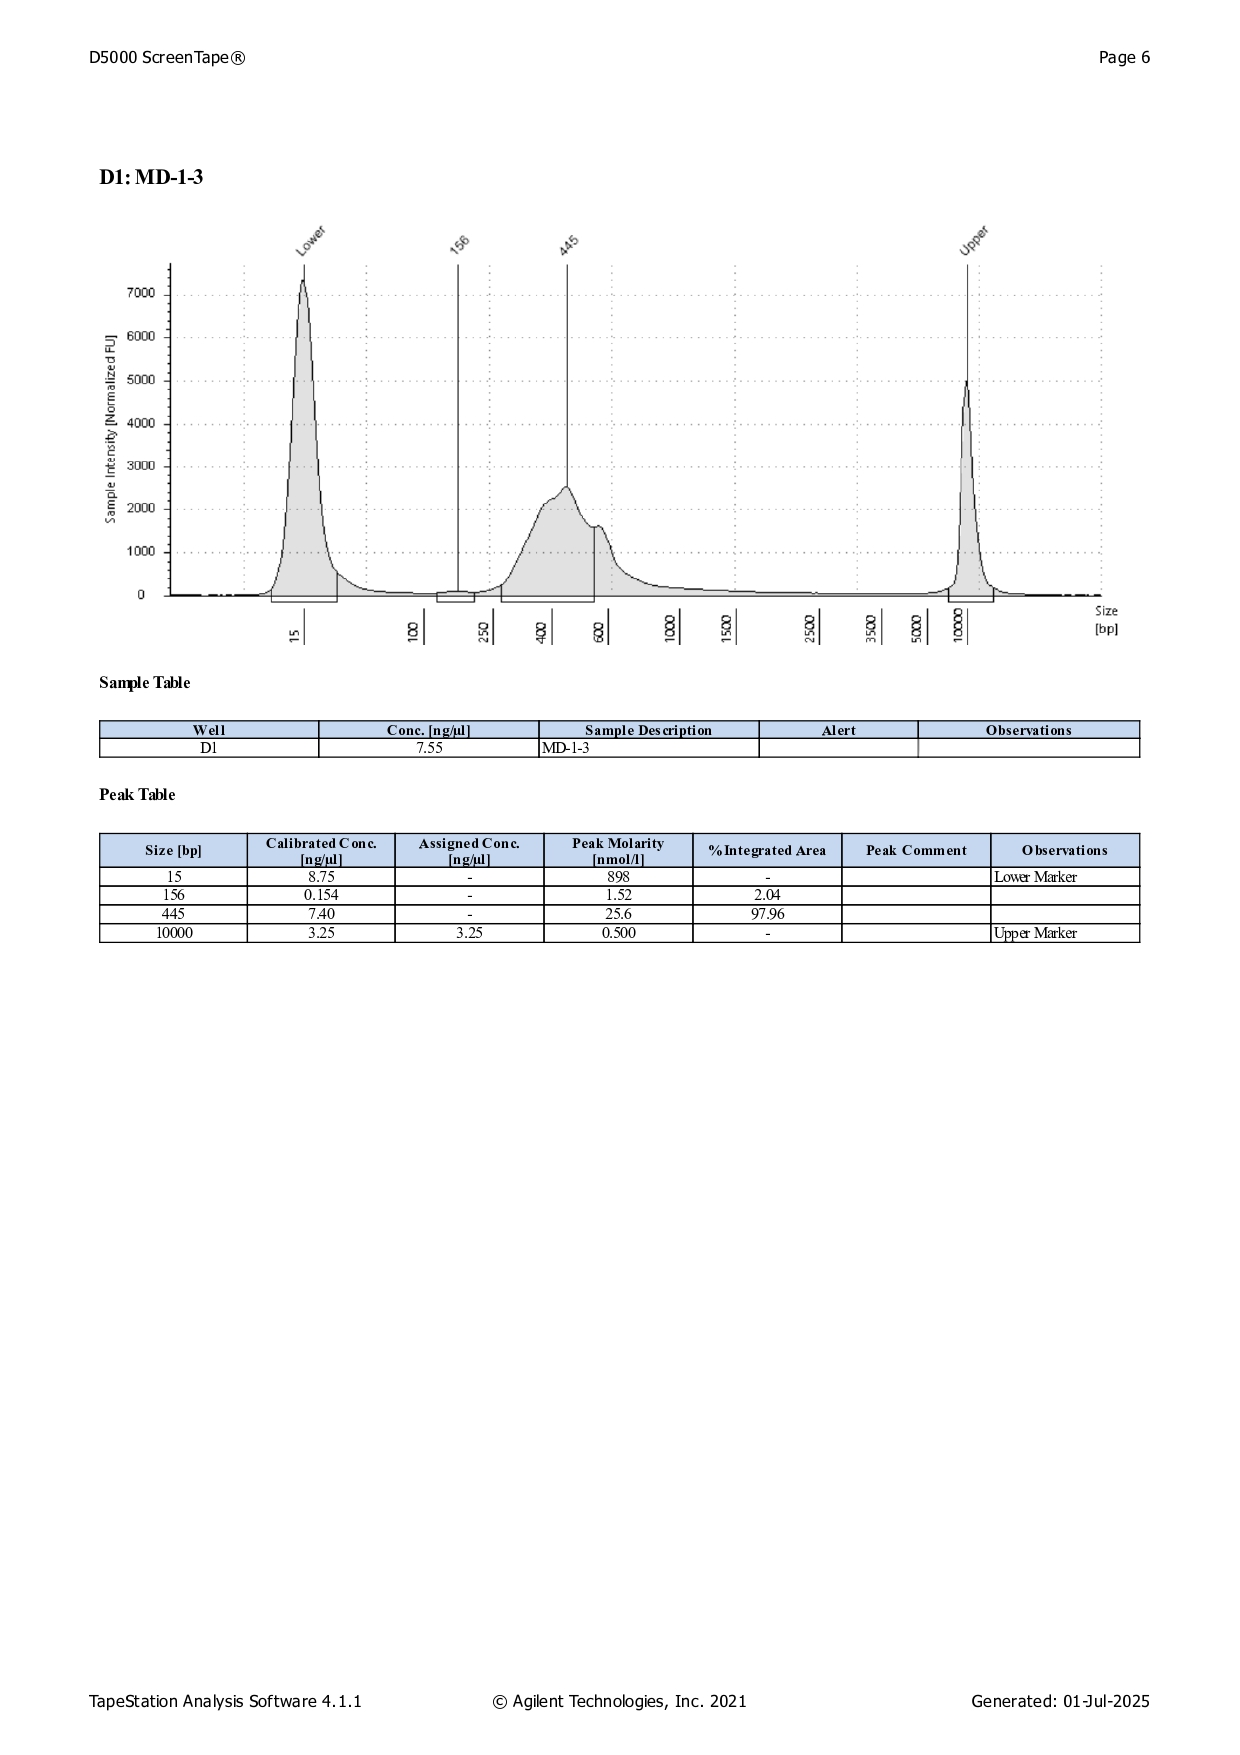 D5000 ScreenTape® Page 6
D1: MD-1-3
Lower 156 445 Upper
Sample Intensity [Normalized FU]
7000
6000
5000
4000
3000
2000
1000
0
15 100 250 400 600 1000 1500 2500 3500 5000 10000 Size [bp]
Sample Table
Well Conc. [ng/µl] Sample Description Alert Observations
D1 7.55 MD-1-3
Peak Table
Size [bp] Calibrated Conc. [ng/µl] Assigned Conc. [ng/µl] Peak Molarity [nmol/l] % Integrated Area Peak Comment Observations
15 8.75 - 898 - Lower Marker
156 0.154 - 1.52 2.04
445 7.40 - 25.6 97.96
10000 3.25 3.25 0.500 - Upper Marker
TapeStation Analysis Software 4.1.1 © Agilent Technologies, Inc. 2021 Generated: 01-Jul-2025